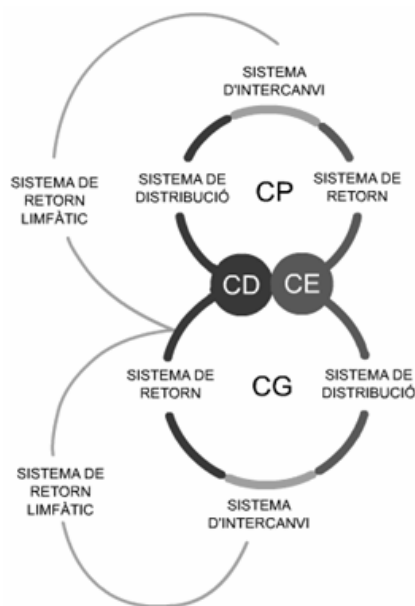 SISTEMA
D'INTERCANVI
SISTEMA DE
RETORN
LIMFÀTIC
SISTEMA DE
DISTRIBUCIÓ
CP
SISTEMA DE
RETORN
CD
CE
SISTEMA DE
RETORN
CG
SISTEMA DE
DISTRIBUCIÓ
SISTEMA DE
RETORN
LIMFÀTIC
SISTEMA
D'INTERCANVI